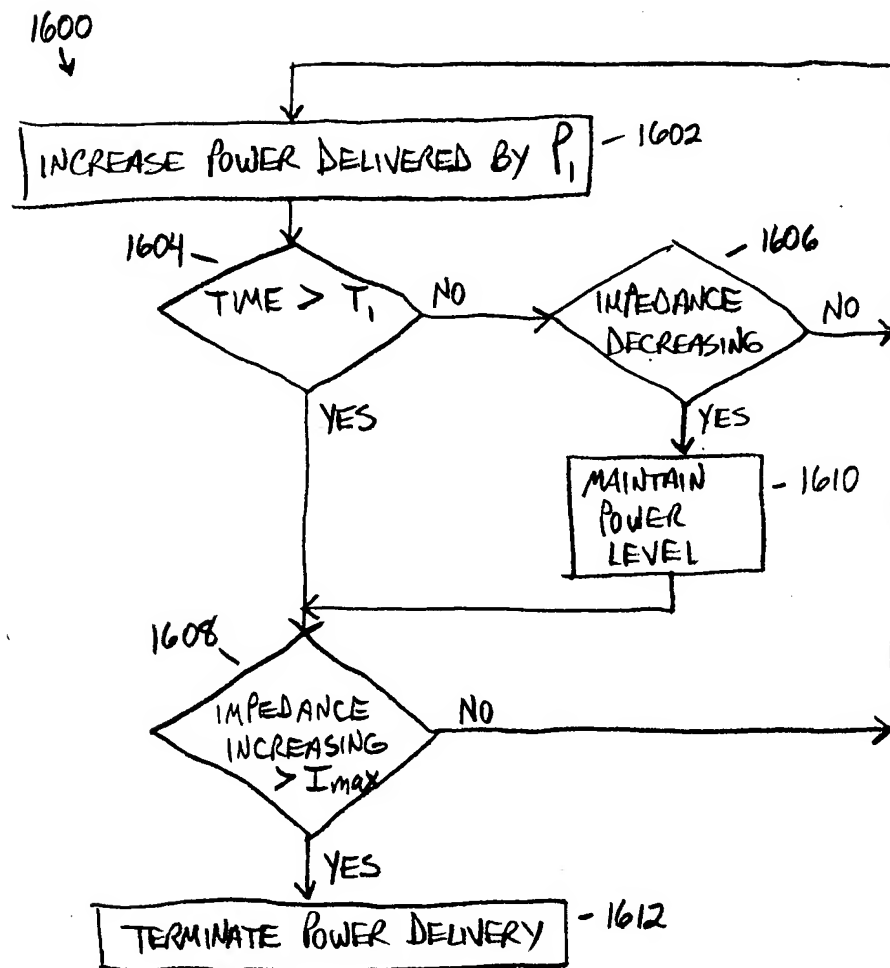 1600
INCREASE POWER DELIVERED BY P1
- 1602
1604
TIME > T1
NO
1606
IMPEDANCE
DECREASING
NO
YES
YES
MAINTAIN
POWER
LEVEL
- 1610
1608
IMPEDANCE
INCREASING
> Imax
NO
YES
TERMINATE POWER DELIVERY
- 1612